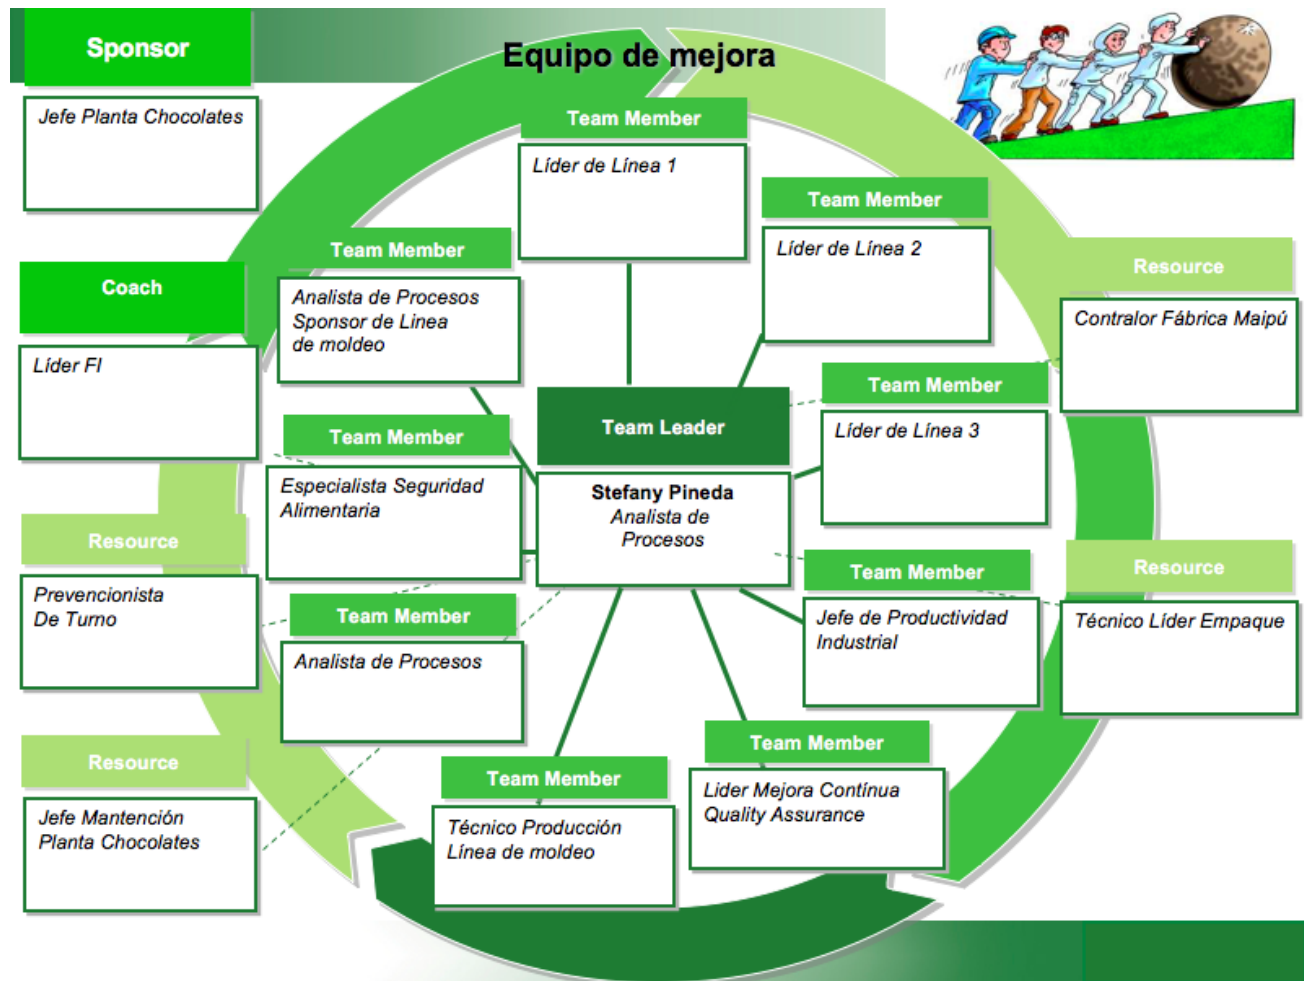 Sponsor
Equipo de mejora
Jefe Planta Chocolates
Team Member
Líder de Línea 1
Team Member
Líder de Línea 2
Team Member
Analista de Procesos
Sponsor de Linea
de moldeo
Resource
Contralor Fábrica Maipú
Coach
Líder FI
Team Member
Líder de Línea 3
Team Leader
Stefany Pineda
Analista de
Procesos
Team Member
Especialista Seguridad
Alimentaria
Resource
Prevencionista
De Turno
Team Member
Jefe de Productividad
Industrial
Resource
Técnico Líder Empaque
Team Member
Analista de Procesos
Resource
Jefe Mantención
Planta Chocolates
Team Member
Técnico Producción
Línea de moldeo
Team Member
Lider Mejora Contínua
Quality Assurance